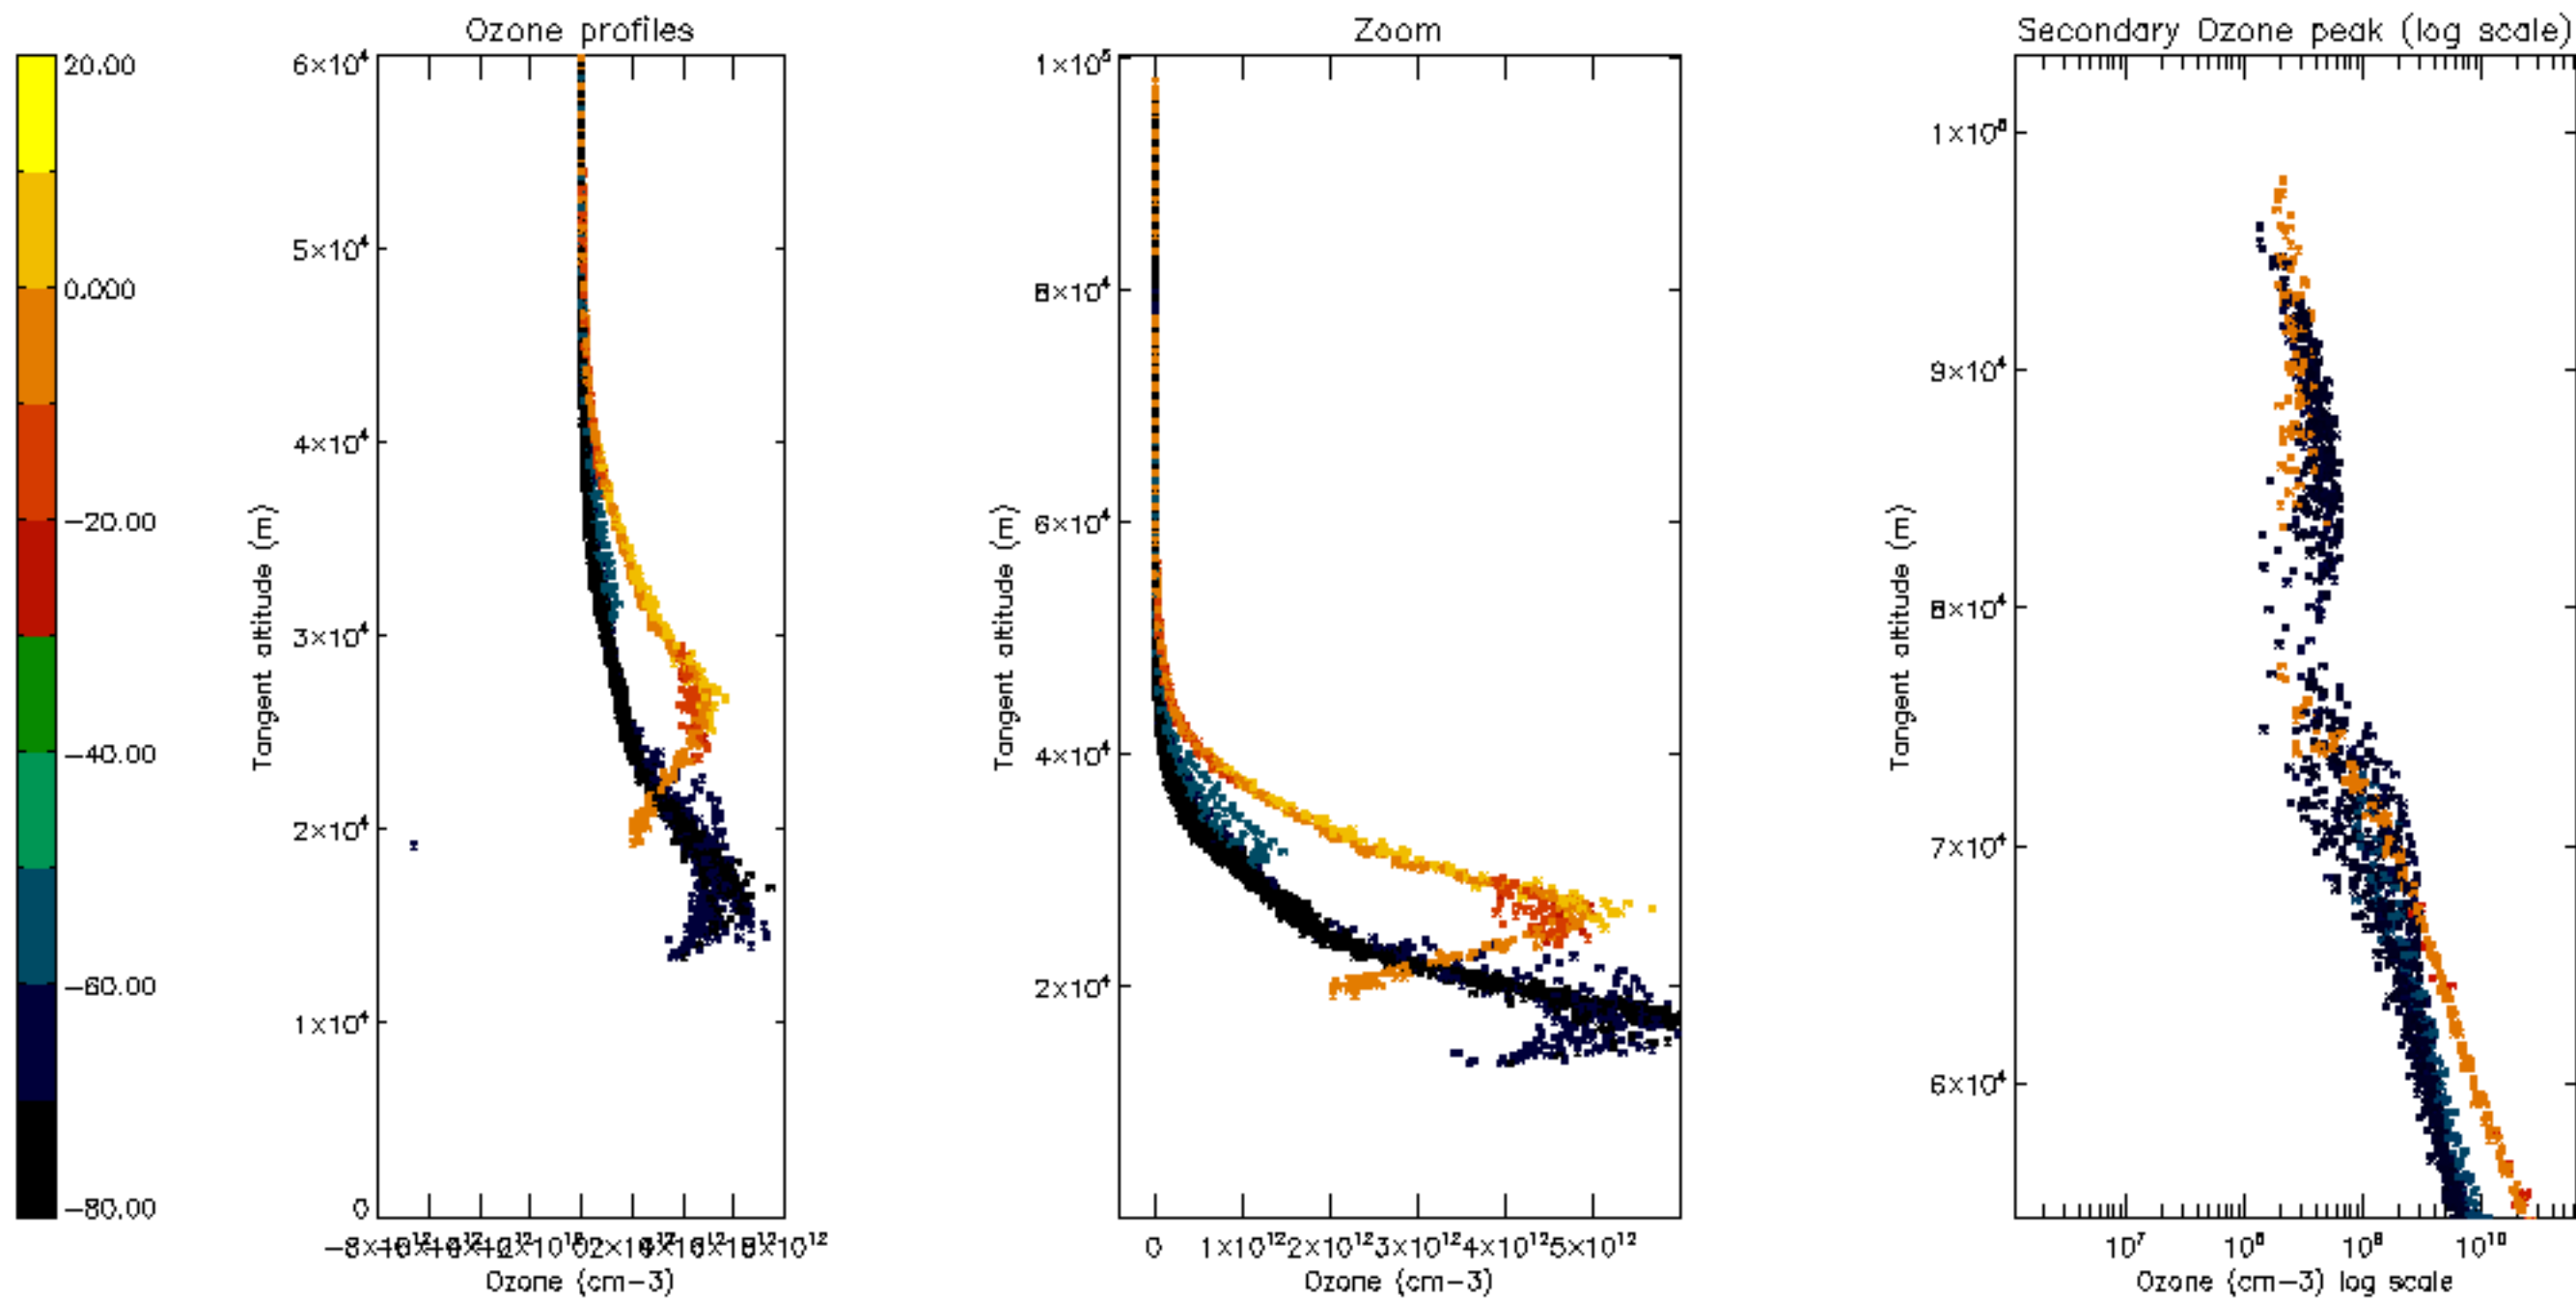 Ozone profiles
Zoom
Secondary Ozone peak (log scale)
20.00
0.000
−20.00
−40.00
−60.00
−80.00
6×10⁴
5×10⁴
4×10⁴
3×10⁴
2×10⁴
1×10⁴
0
Tangent altitude (m)
Ozone (cm−3)
1×10⁵
8×10⁴
6×10⁴
4×10⁴
2×10⁴
Tangent altitude (m)
0 1×10¹² 2×10¹² 3×10¹² 4×10¹² 5×10¹²
Ozone (cm−3)
9×10⁴
8×10⁴
7×10⁴
6×10⁴
Tangent altitude (m)
10⁷ 10⁸ 10⁹ 10¹⁰
Ozone (cm−3) log scale